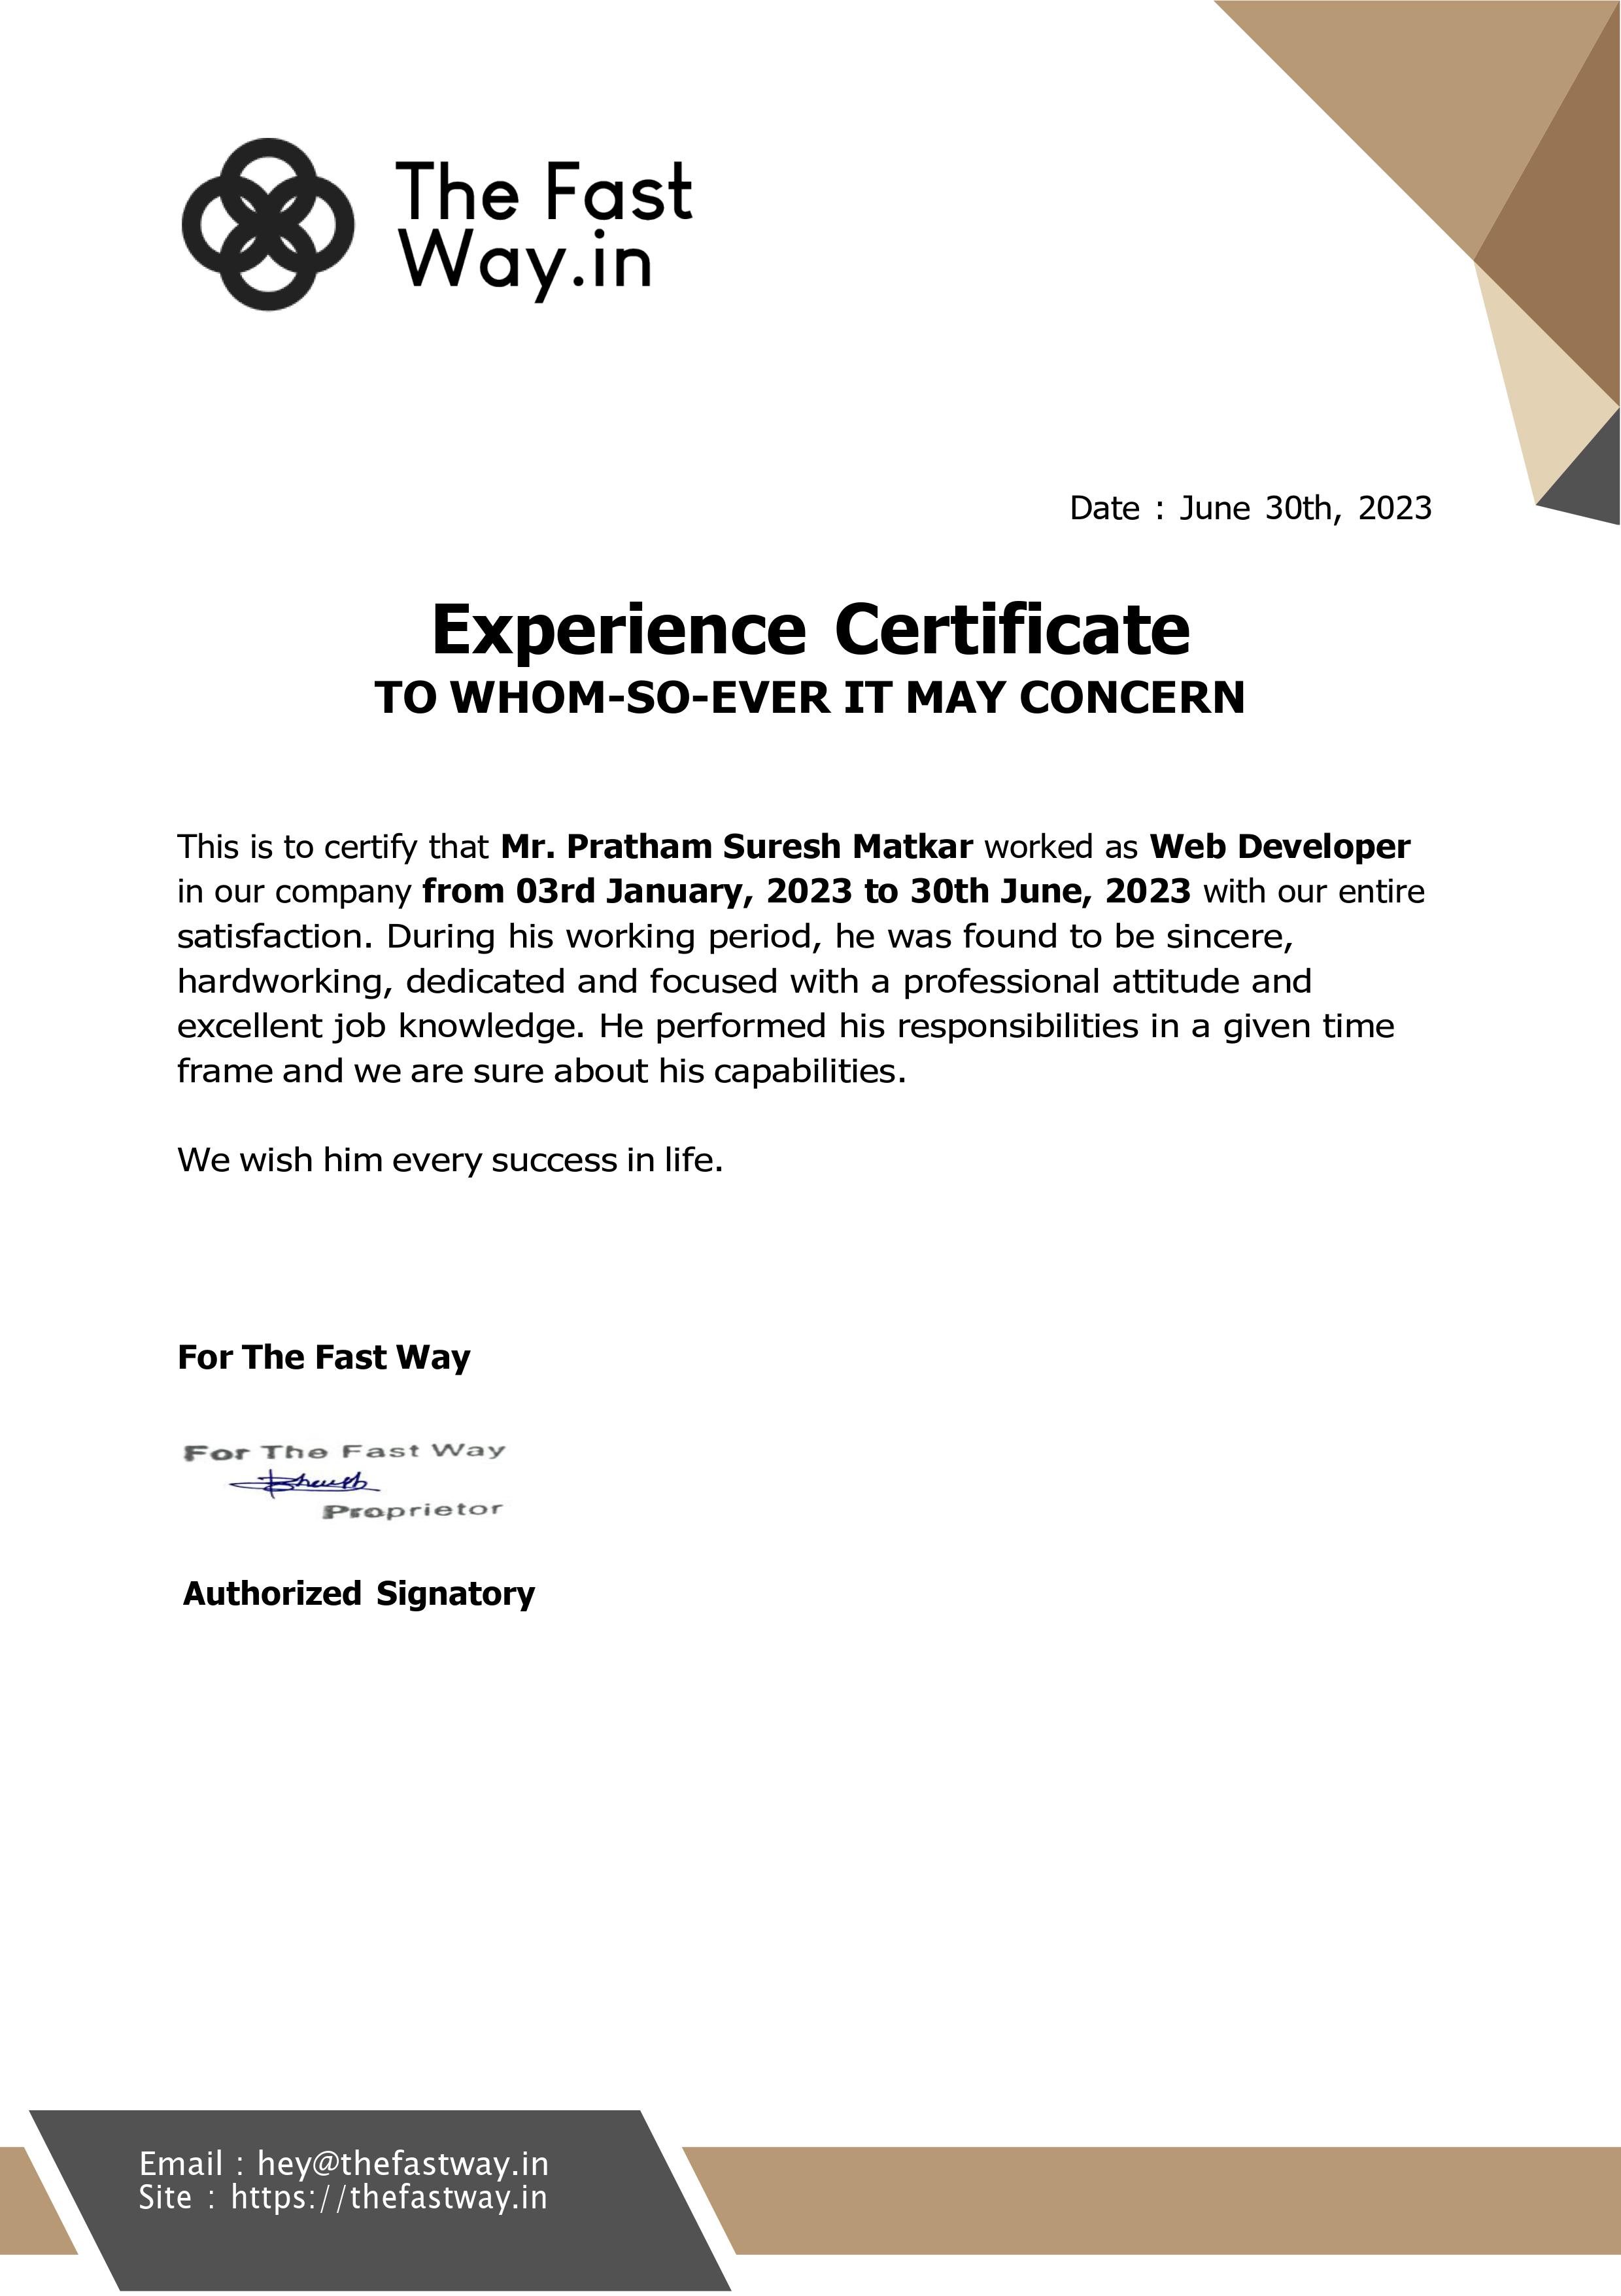 The Fast
Way.in
Date : June 30th, 2023
Experience Certificate
TO WHOM-SO-EVER IT MAY CONCERN
This is to certify that Mr. Pratham Suresh Matkar worked as Web Developer
in our company from 03rd January, 2023 to 30th June, 2023 with our entire
satisfaction. During his working period, he was found to be sincere,
hardworking, dedicated and focused with a professional attitude and
excellent job knowledge. He performed his responsibilities in a given time
frame and we are sure about his capabilities.
We wish him every success in life.
For The Fast Way
For The Fast Way
Proprietor
Authorized Signatory
Email : hey@thefastway.in
Site : https://thefastway.in